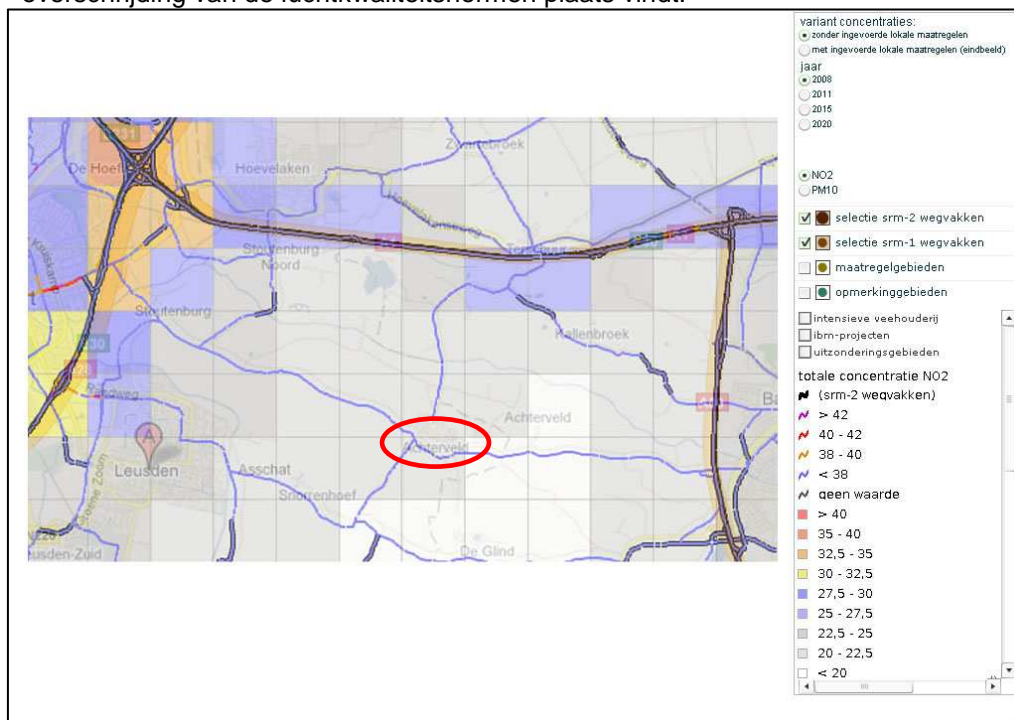 overschrijding van de luchtkwaliteitsnormen plaats vindt.
variant concentraties:
zonder ingevoerde lokale maatregelen
met ingevoerde lokale maatregelen (eindbeeld)
jaar
2008
2011
2015
2020
NO2
PM10
selectie srm-2 wegvakken
selectie srm-1 wegvakken
maatregelgebieden
opmerkinggebieden
intensieve veehouderij
ibm-projecten
uitzonderingsgebieden
totale concentratie NO2
(srm-2 wegvakken)
> 42
40 - 42
38 - 40
< 38
geen waarde
> 40
35 - 40
32,5 - 35
30 - 32,5
27,5 - 30
25 - 27,5
22,5 - 25
20 - 22,5
< 20
Zwartebroek
De Hoef
Hoevelaken
Stoutenburg
Noord
Stoutenburg
Kallenbroek
Achterveld
Achterveld
A
Leusden
Asschat
Snorrenhoef
De Glind